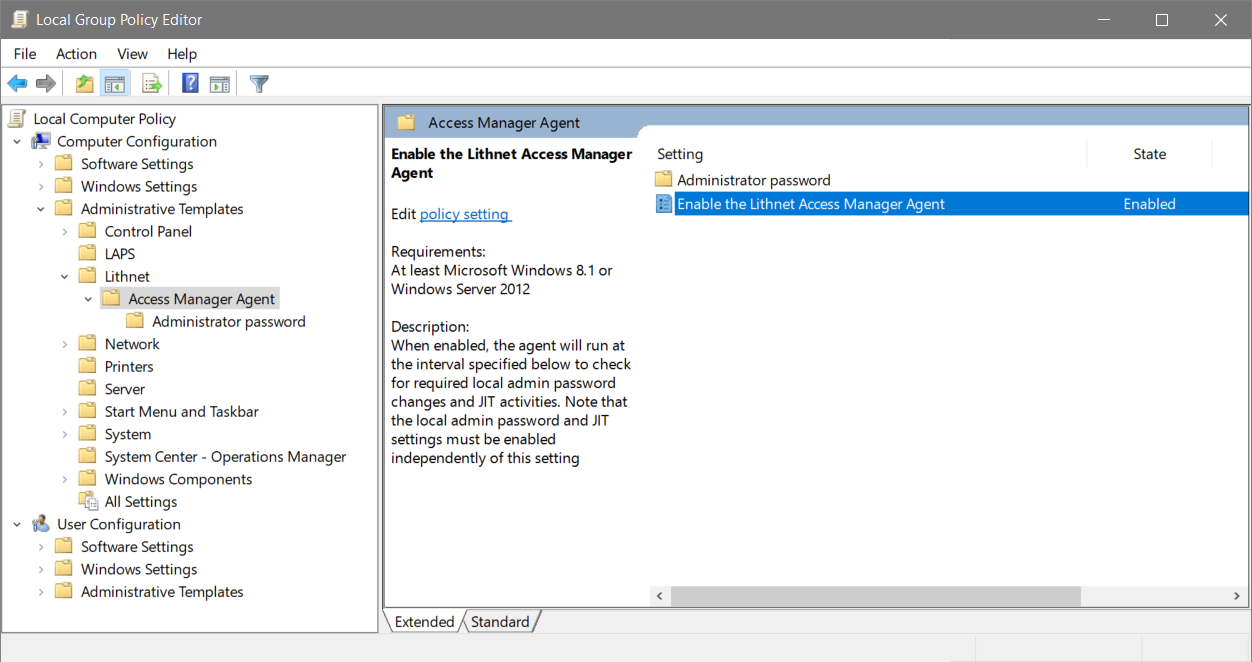 Local Group Policy Editor
File Action View Help
Local Computer Policy
Computer Configuration
Software Settings
Windows Settings
Administrative Templates
Control Panel
LAPS
Lithnet
Access Manager Agent
Administrator password
Network
Printers
Server
Start Menu and Taskbar
System
System Center - Operations Manager
Windows Components
All Settings
User Configuration
Software Settings
Windows Settings
Administrative Templates
Access Manager Agent
Enable the Lithnet Access Manager
Agent
Edit policy setting
Requirements:
At least Microsoft Windows 8.1 or
Windows Server 2012
Description:
When enabled, the agent will run at
the interval specified below to check
for required local admin password
changes and JIT activities. Note that
the local admin password and JIT
settings must be enabled
independently of this setting
Setting State
Administrator password
Enable the Lithnet Access Manager Agent Enabled
Extended Standard